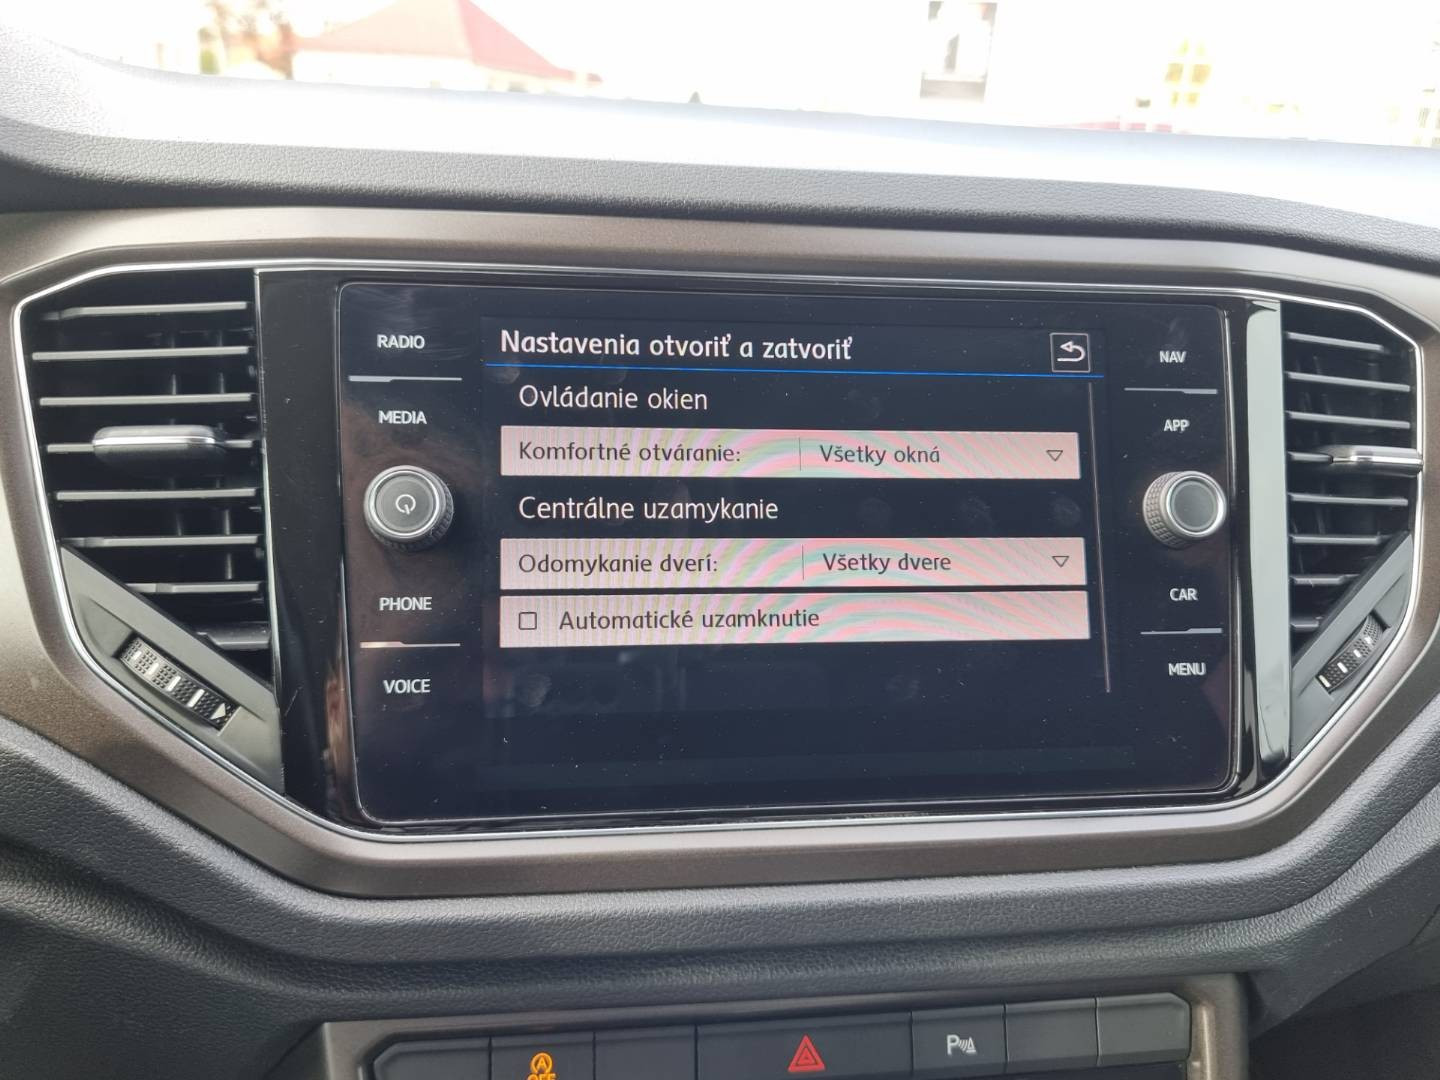 RADIO
MEDIA
PHONE
VOICE
Nastavenia otvoriť a zatvoriť
Ovládanie okien
Komfortné otváranie: Všetky okná
Centrálne uzamykanie
Odomykanie dverí: Všetky dvere
Automatické uzamknutie
NAV
APP
CAR
MENU
A
OFF
P